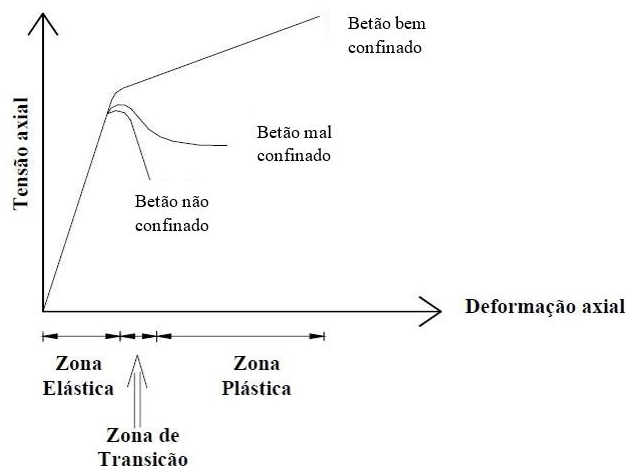 Betão bem
confinado
Tensão axial
Betão mal
confinado
Betão não
confinado
Deformação axial
Zona
Elástica
Zona
Plástica
Zona de
Transição